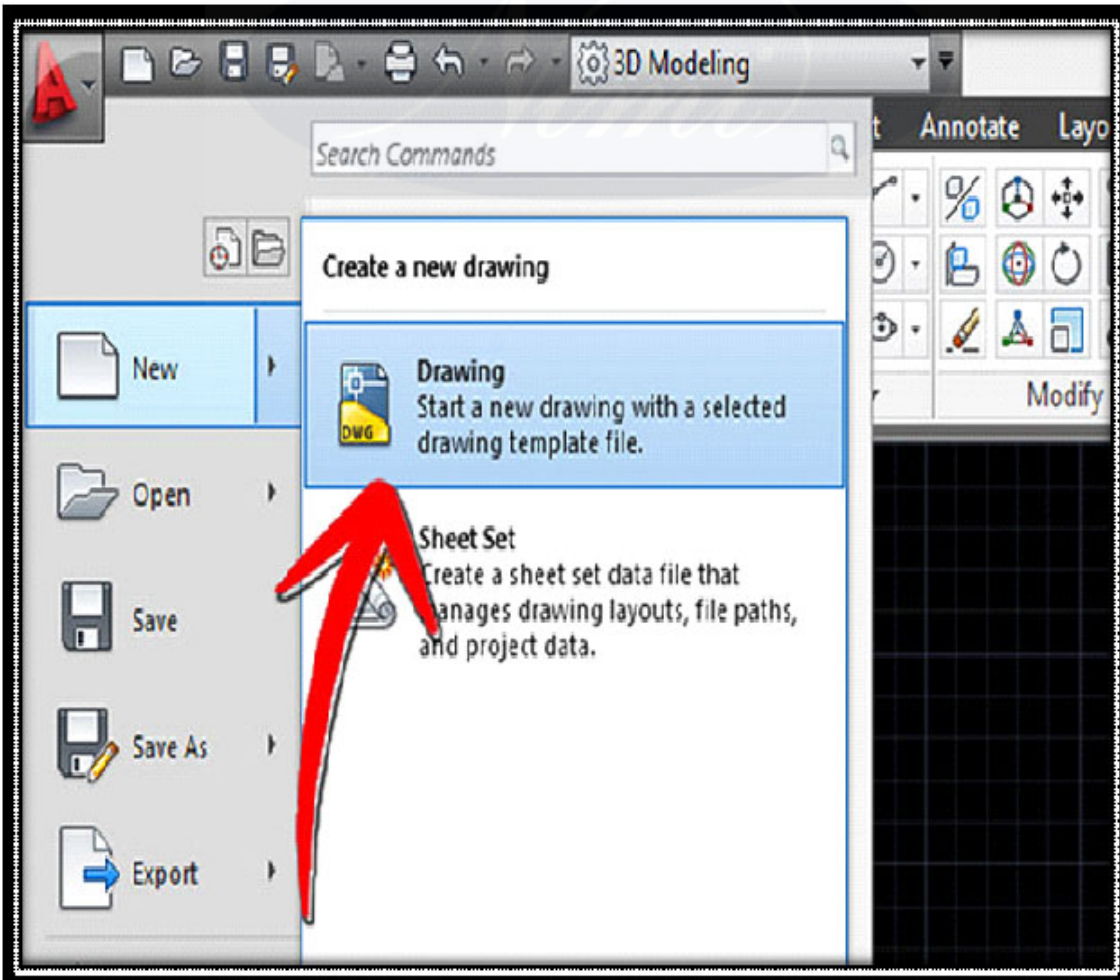 3D Modeling
Search Commands
t Annotate Layo
Create a new drawing
New
Drawing
Start a new drawing with a selected
drawing template file.
DWG
Modify
Open
Sheet Set
Create a sheet set data file that
manages drawing layouts, file paths,
and project data.
Save
Save As
Export